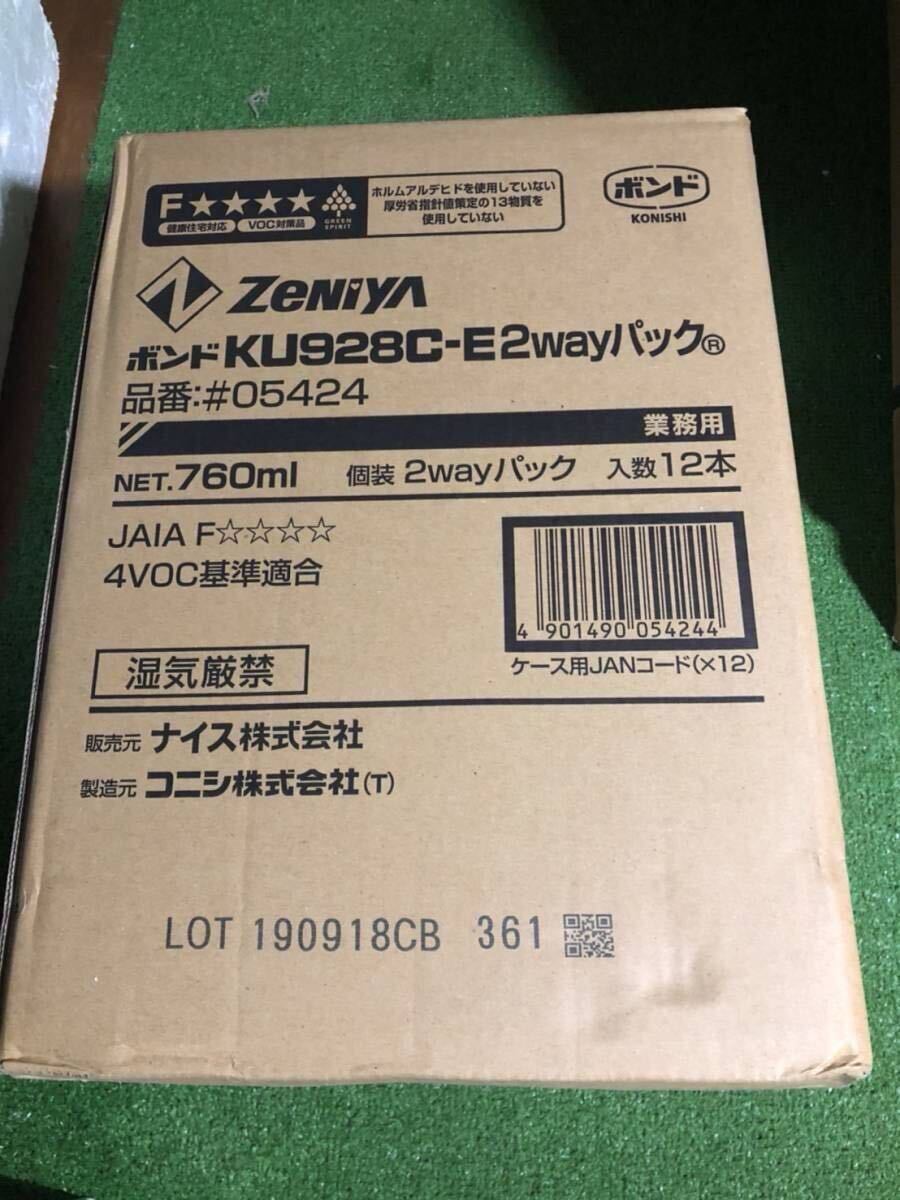 F★★★★
健康住宅対応 VOC対策品
GREEN SPIRIT
ホルムアルデヒドを使用していない
厚労省指針値策定の13物質を
使用していない
ボンド
KONISHI
ZENIYA
ボンド KU928C-E2wayパック®
品番:#05424
業務用
NET.760ml 個装 2wayパック 入数12本
JAIA F☆☆☆☆
4VOC基準適合
4 901490 054244
ケース用JANコード(×12)
湿気厳禁
販売元 ナイス株式会社
製造元 コニシ株式会社(T)
LOT 190918CB 361